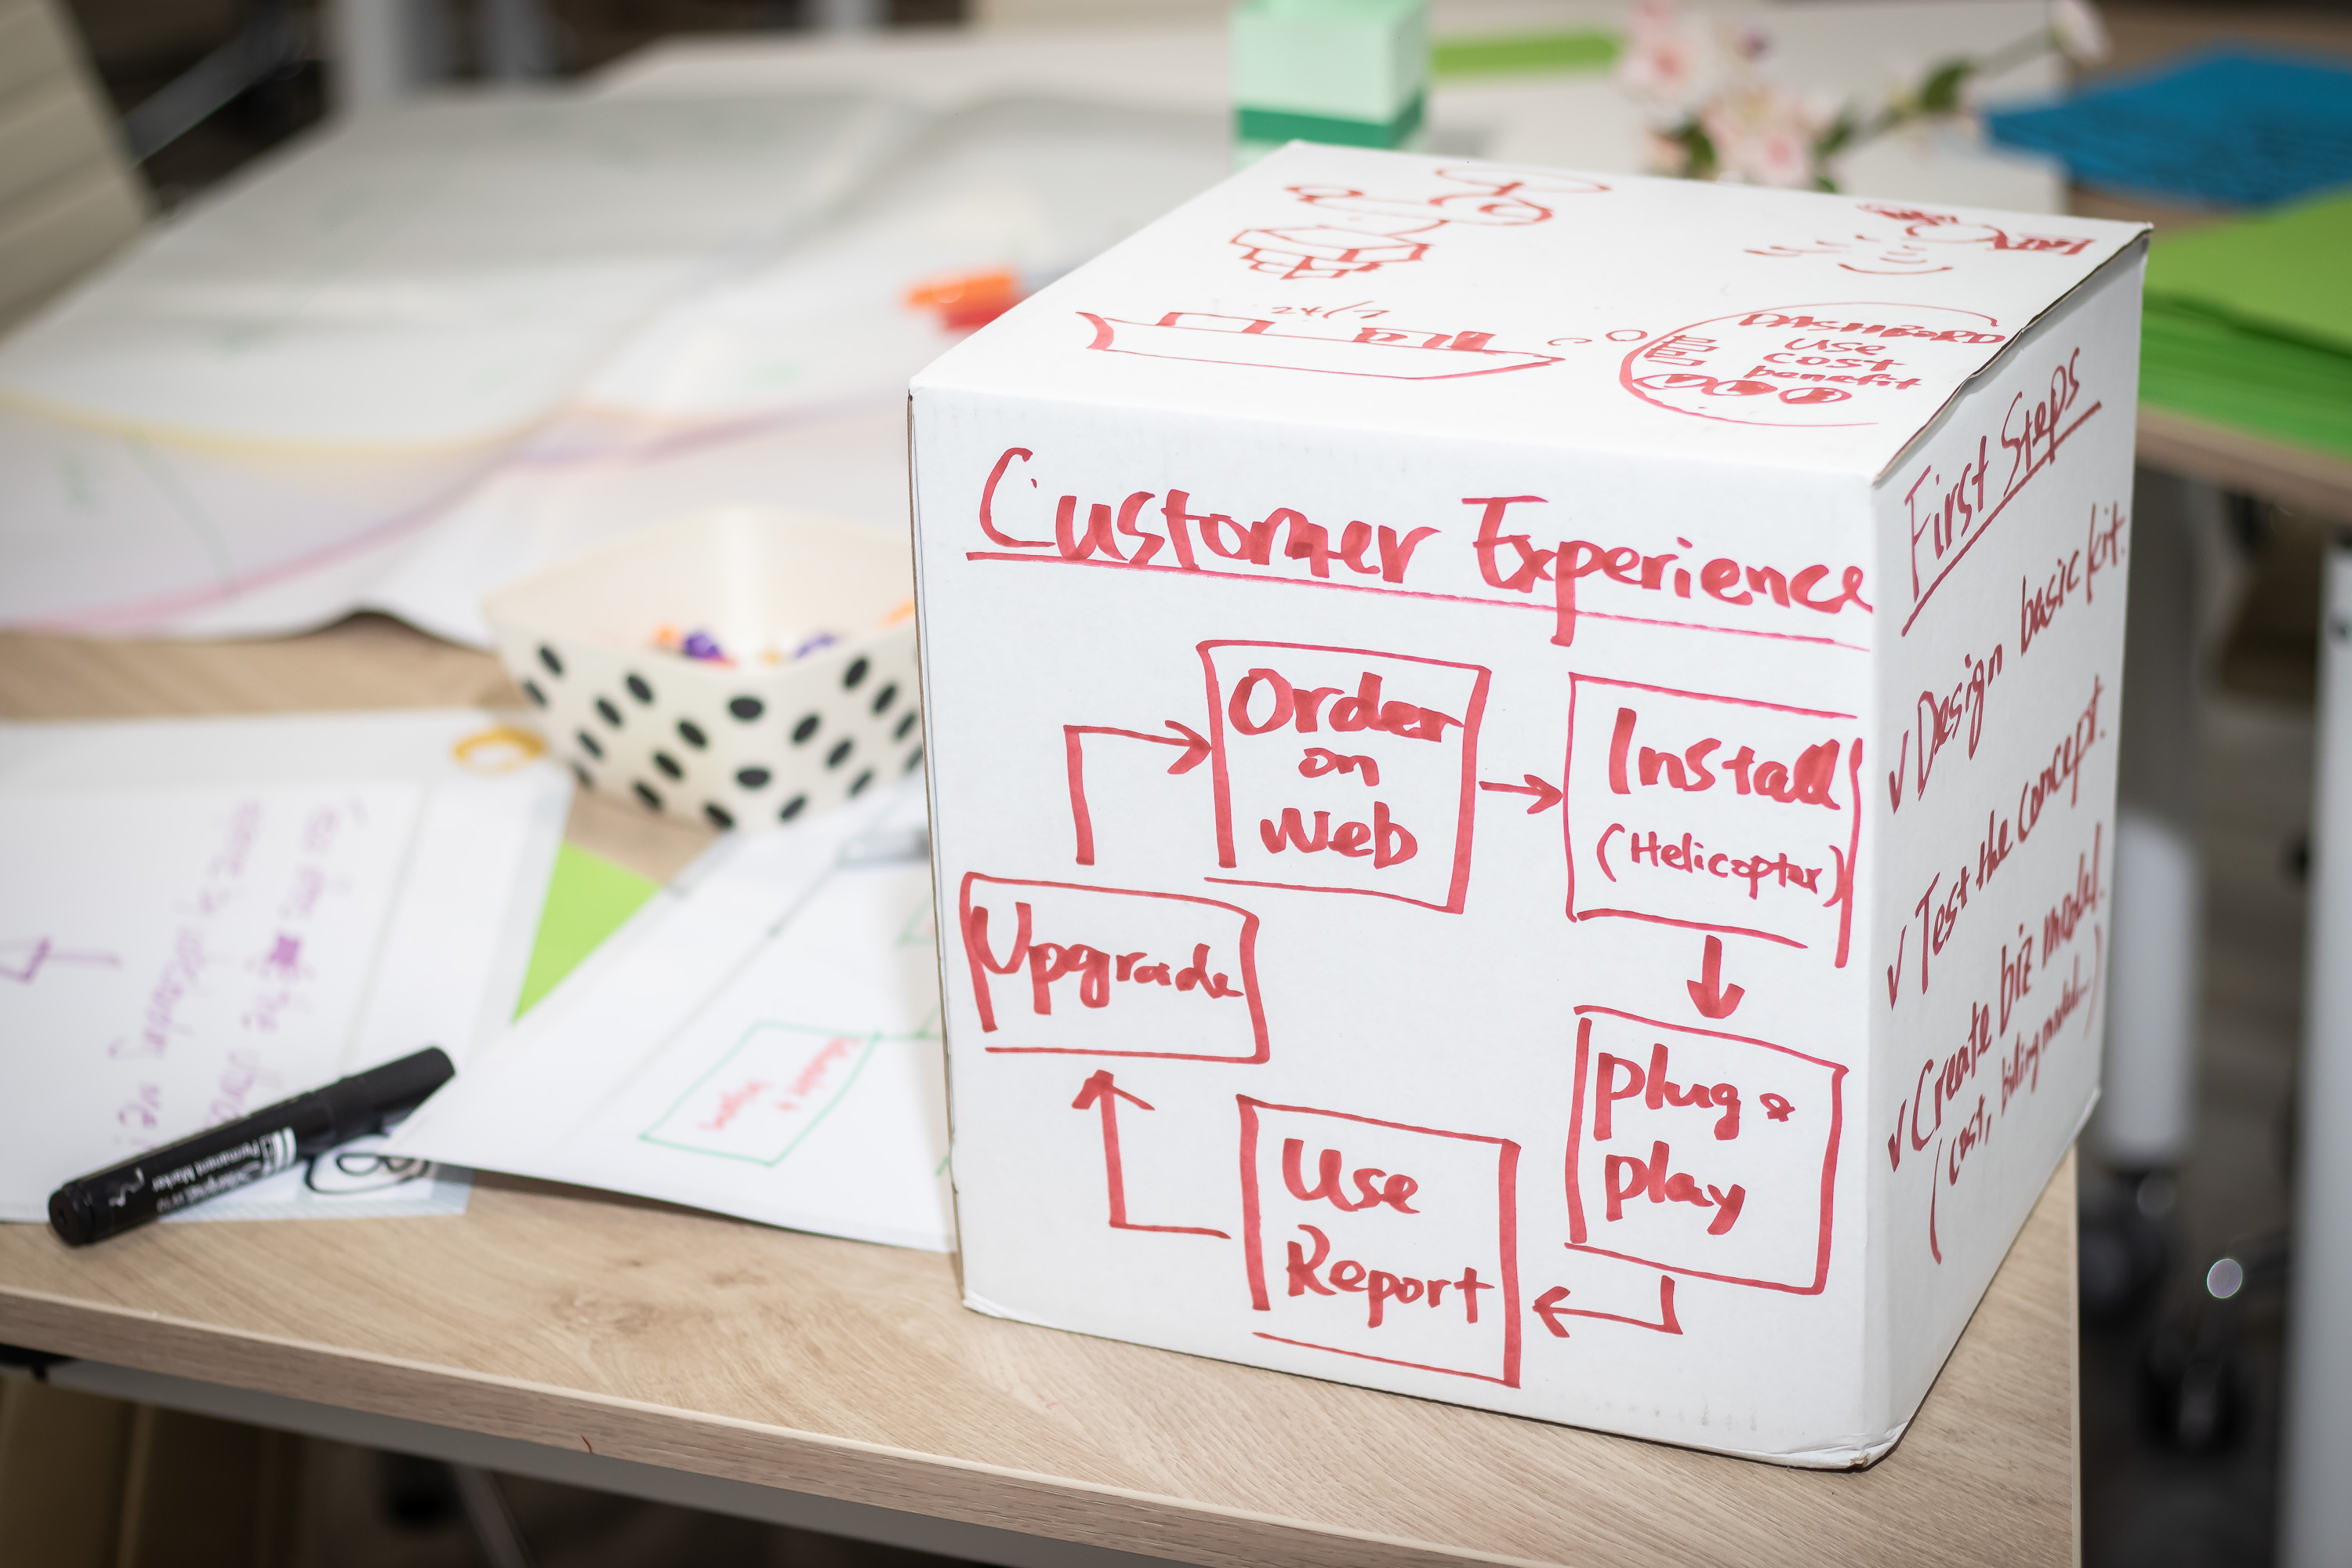 24/7
DASHBOARD
use
cost
benefit
Customer Experience
Order
on
Web
Install
(Helicopter)
Upgrade
plug &
play
Use
Report
First Steps
✓ Design basic kit.
✓ Test the concept.
✓ Create biz model.
(cost, billing model...)
Permanent Marker